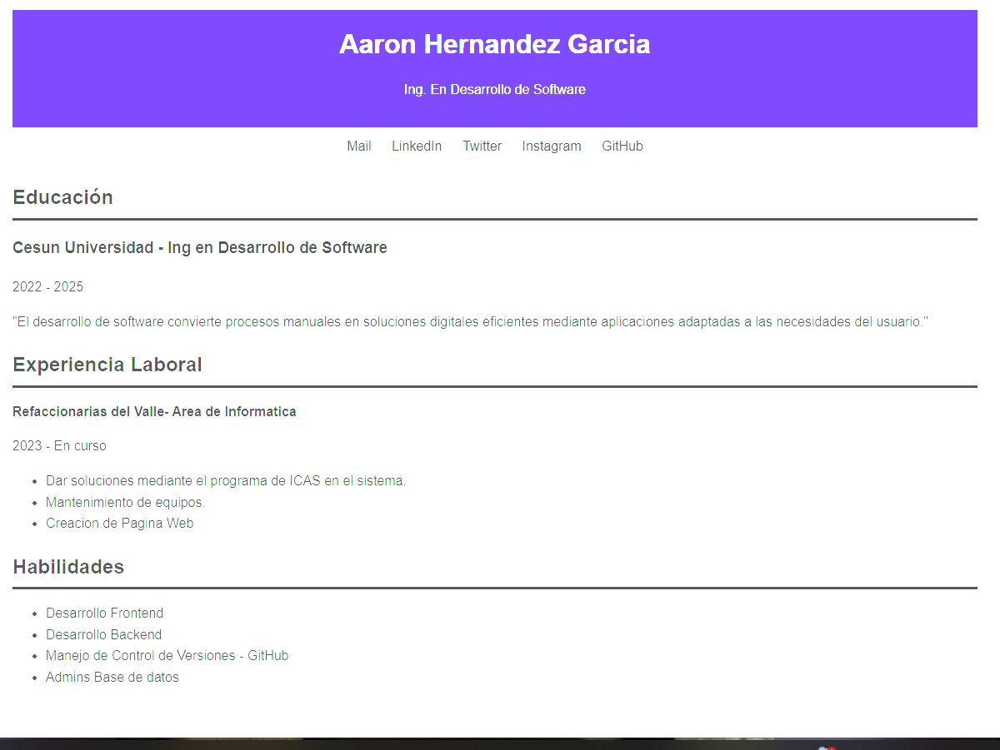 Aaron Hernandez Garcia
Ing. En Desarrollo de Software
Mail LinkedIn Twitter Instagram GitHub
Educación
Cesun Universidad - Ing en Desarrollo de Software
2022 - 2025
"El desarrollo de software convierte procesos manuales en soluciones digitales eficientes mediante aplicaciones adaptadas a las necesidades del usuario."
Experiencia Laboral
Refaccionarias del Valle- Area de Informatica
2023 - En curso
• Dar soluciones mediante el programa de ICAS en el sistema.
• Mantenimiento de equipos.
• Creacion de Pagina Web
Habilidades
• Desarrollo Frontend
• Desarrollo Backend
• Manejo de Control de Versiones - GitHub
• Admins Base de datos